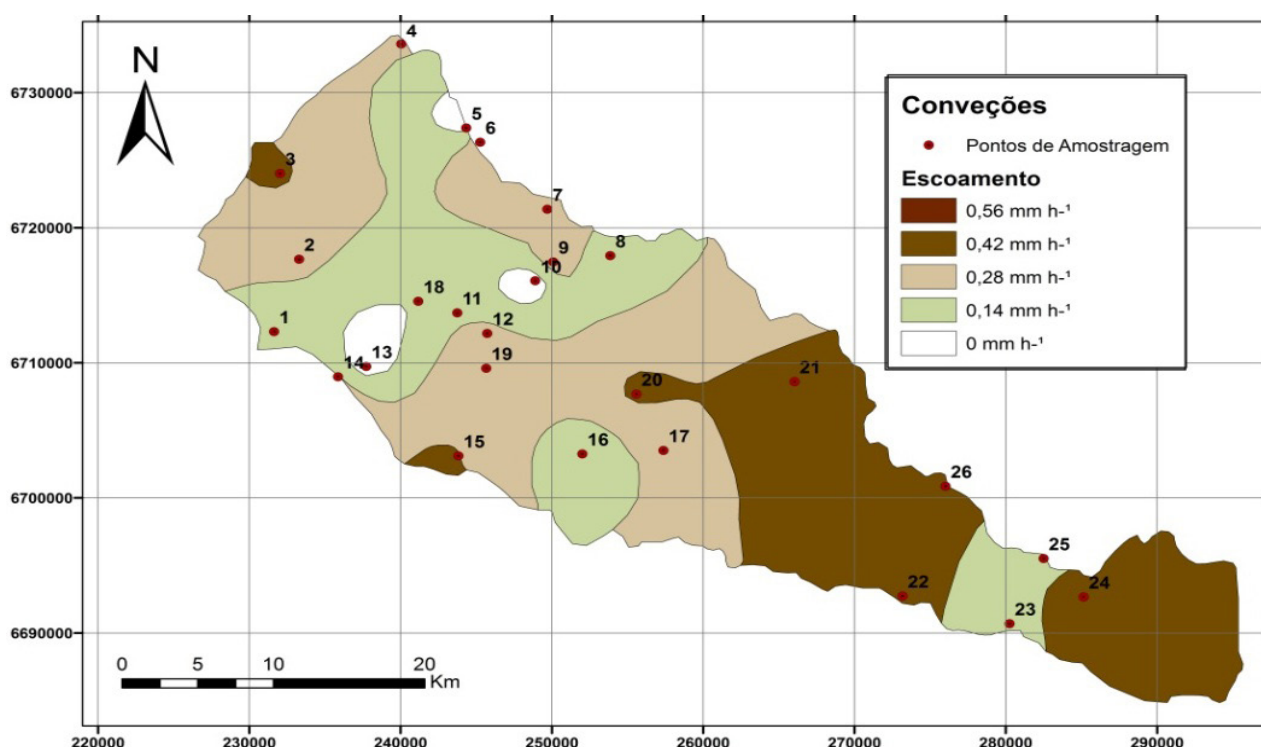 N
6730000
6720000
6710000
6700000
6690000
4
5
6
3
7
2
9
8
10
18
11
1
12
13
14
19
20
21
15
16
17
26
25
22
24
23
Conveções
Pontos de Amostragem
Escoamento
0,56 mm h-¹
0,42 mm h-¹
0,28 mm h-¹
0,14 mm h-¹
0 mm h-¹
0 5 10 20
Km
220000 230000 240000 250000 260000 270000 280000 290000